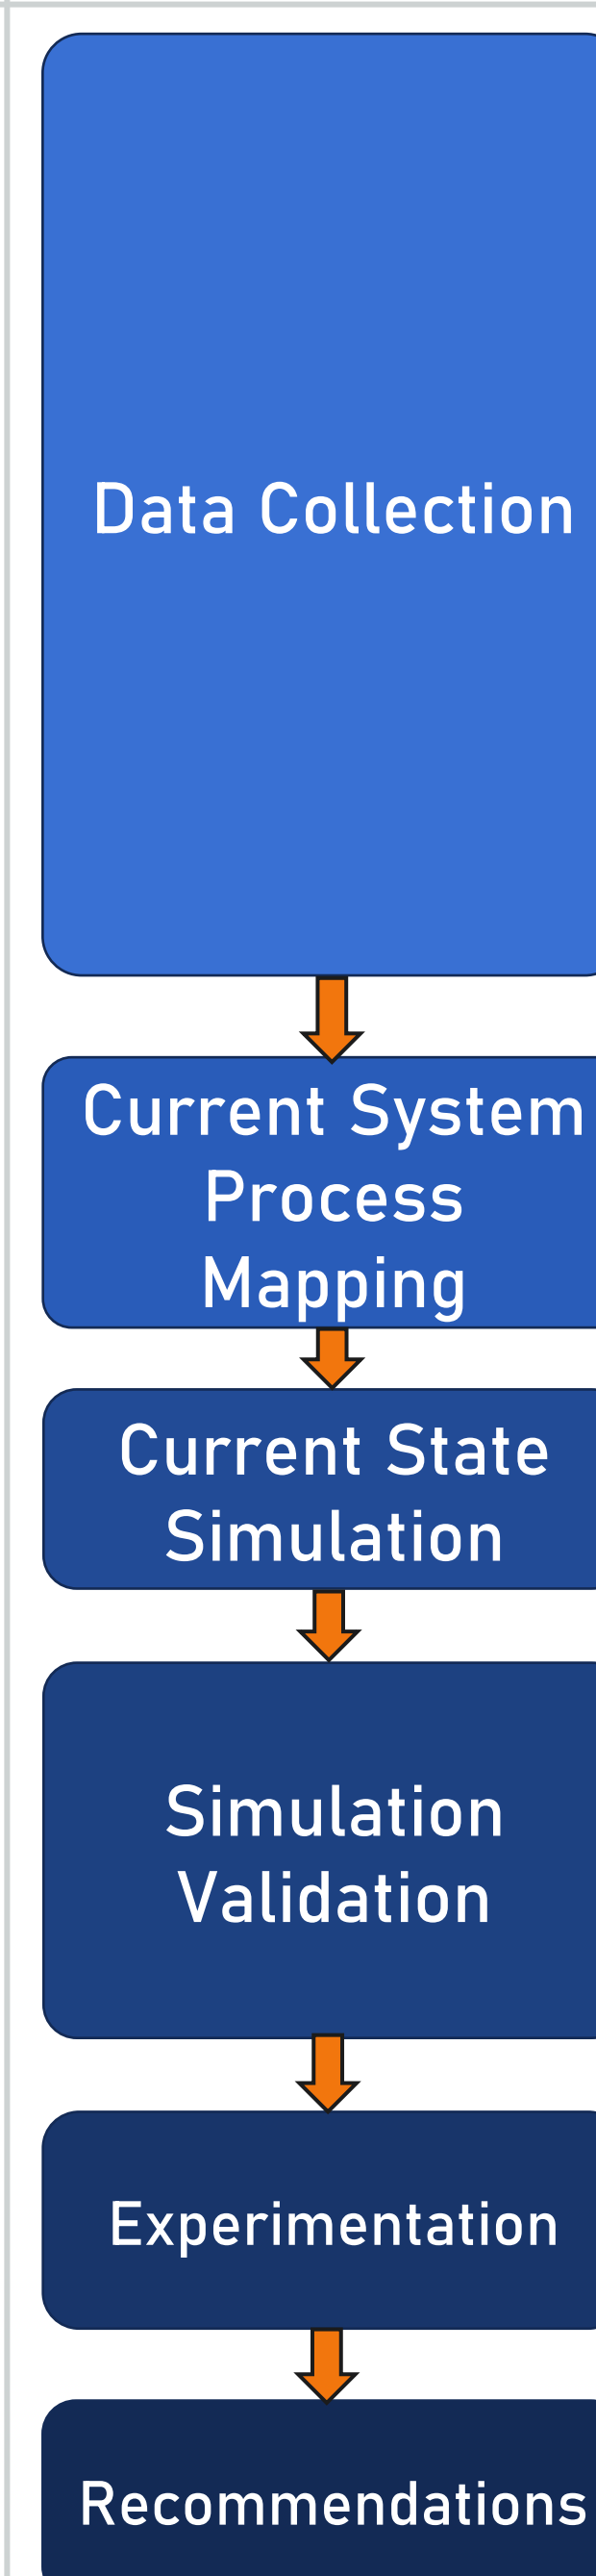 Data Collection
Current System
Process
Mapping
Current State
Simulation
Simulation
Validation
Experimentation
Recommendations